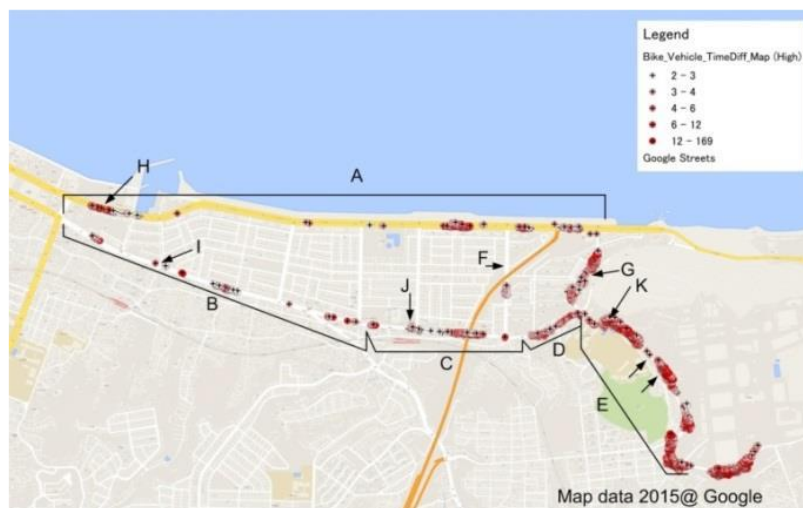 Legend
Bike_Vehicle_TimeDiff_Map (High)
2 - 3
3 - 4
4 - 6
6 - 12
12 - 169
Google Streets
A
H
F
G
I
B
J
K
C
D
E
Map data 2015@ Google